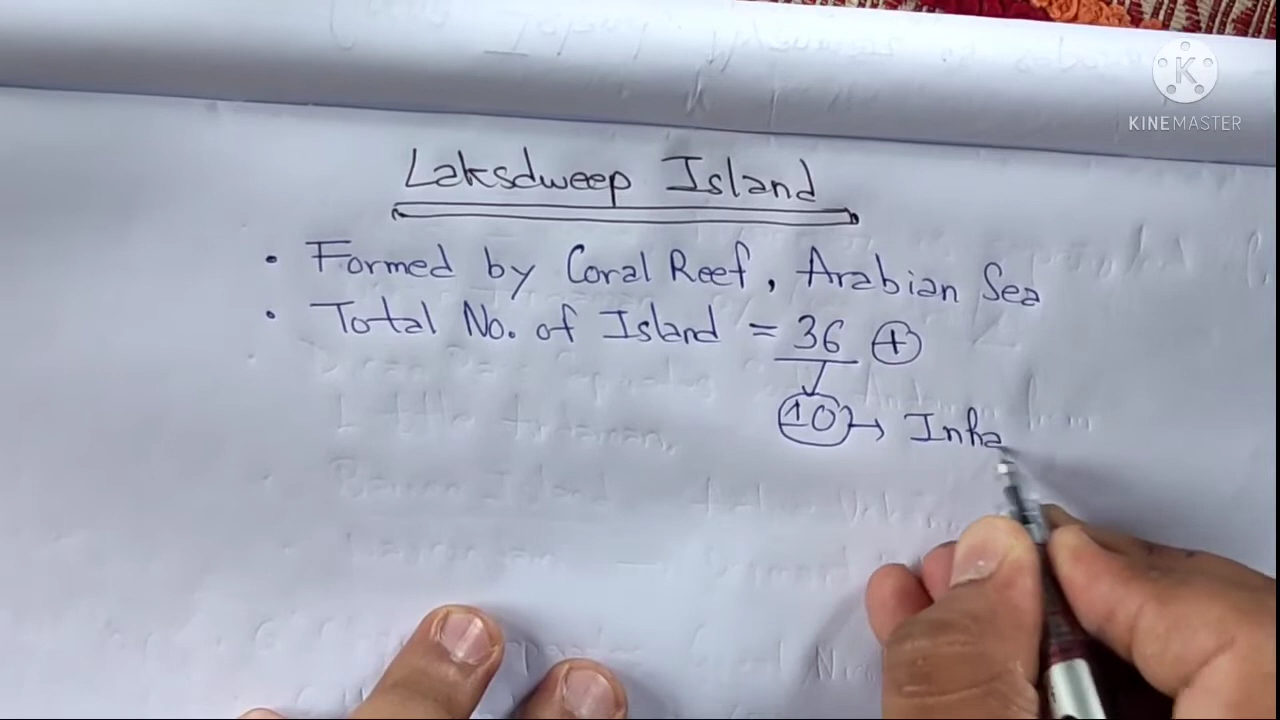 KINEMASTER
Laksdweep Island
• Formed by Coral Reef, Arabian Sea
• Total No. of Island = 36 +
10 → Inha